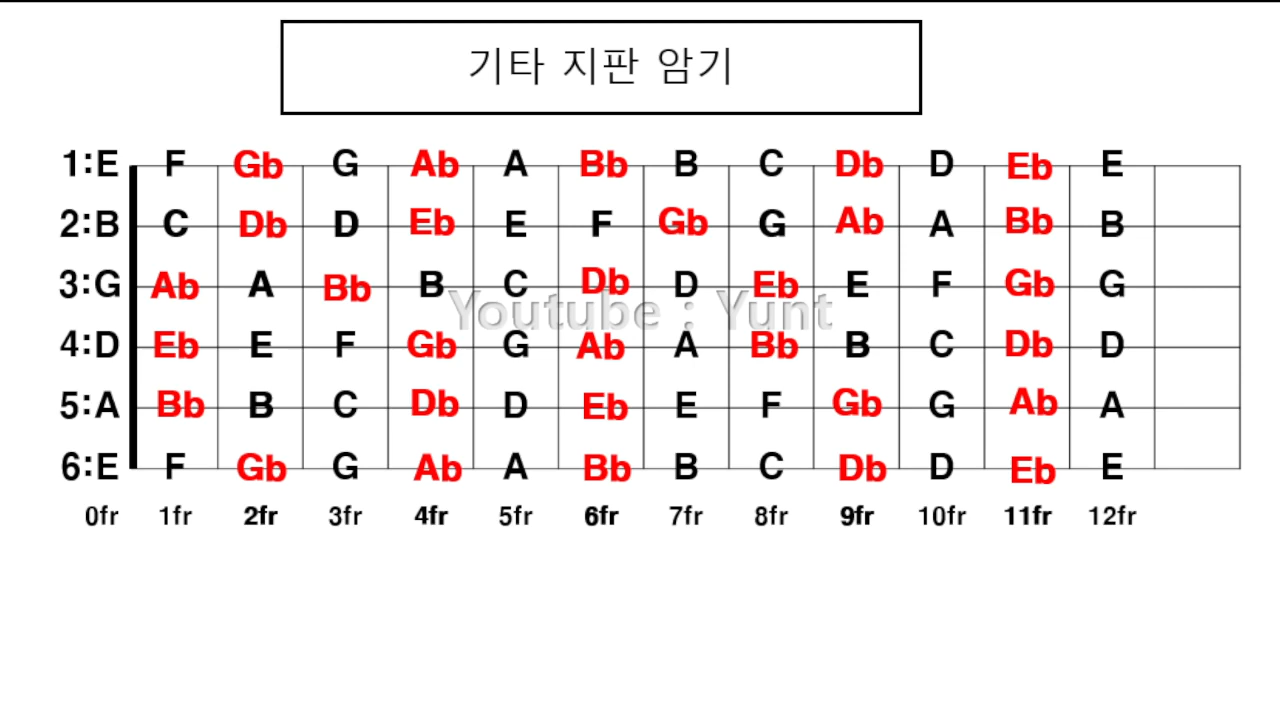 기타 지판 암기
1:E F Gb G Ab A Bb B C Db D Eb E
2:B C Db D Eb E F Gb G Ab A Bb B
3:G Ab A Bb B C Db D Eb E F Gb G
Youtube : Yunt
4:D Eb E F Gb G Ab A Bb B C Db D
5:A Bb B C Db D Eb E F Gb G Ab A
6:E F Gb G Ab A Bb B C Db D Eb E
0fr 1fr 2fr 3fr 4fr 5fr 6fr 7fr 8fr 9fr 10fr 11fr 12fr